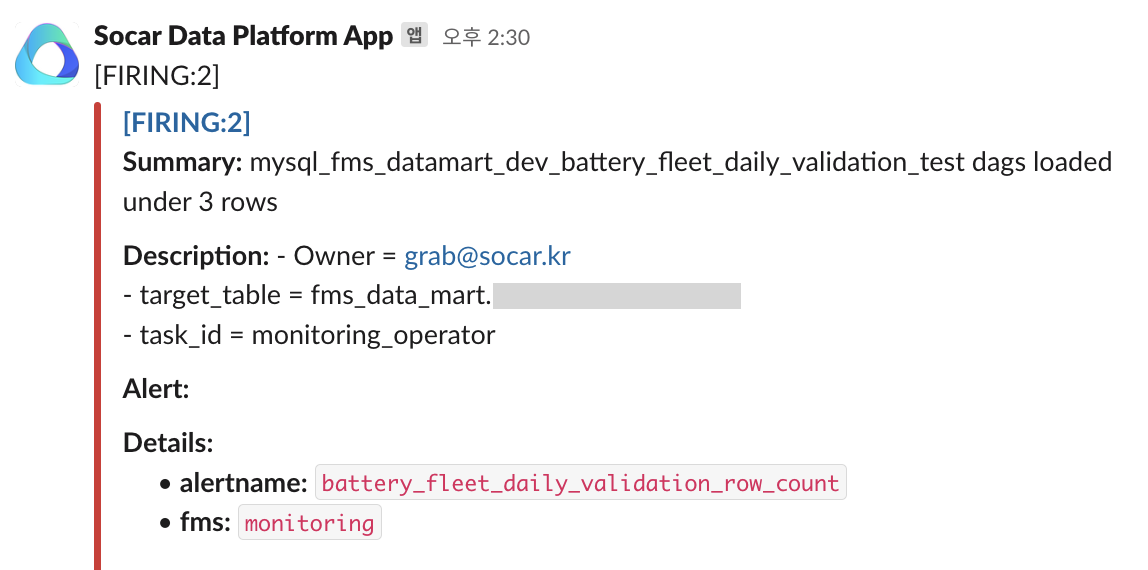 Socar Data Platform App 앱 오후 2:30
[FIRING:2]
[FIRING:2]
Summary: mysql_fms_datamart_dev_battery_fleet_daily_validation_test dags loaded
under 3 rows
Description: - Owner = grab@socar.kr
- target_table = fms_data_mart.
- task_id = monitoring_operator
Alert:
Details:
• alertname: battery_fleet_daily_validation_row_count
• fms: monitoring